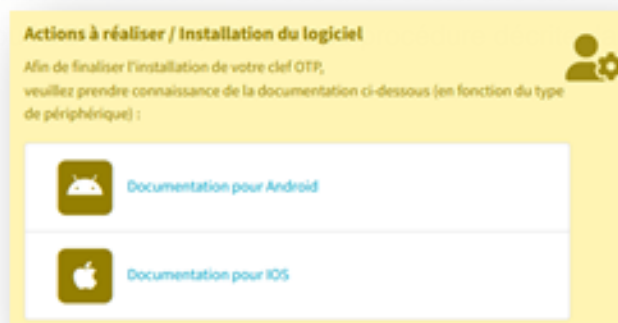 Actions à réaliser / Installation du logiciel
Afin de finaliser l'installation de votre clef OTP,
veuillez prendre connaissance de la documentation ci-dessous (en fonction du type
de périphérique) :
Documentation pour Android
Documentation pour IOS